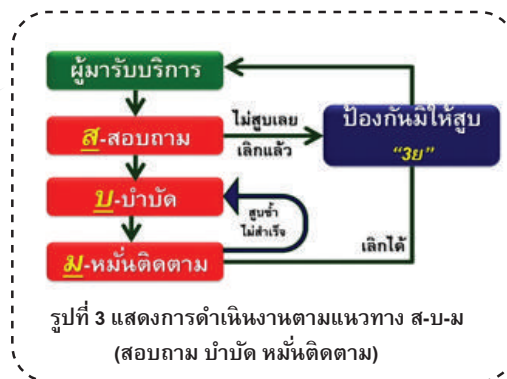 ผู้มารับบริการ
ส-สอบถาม
ไม่สูบเลย
เลิกแล้ว
ป้องกันมิให้สูบ
“3ย”
บ-บำบัด
สูบซ้ำ
ไม่สำเร็จ
ม-หมั่นติดตาม
เลิกได้
รูปที่ 3 แสดงการดำเนินงานตามแนวทาง ส-บ-ม
(สอบถาม บำบัด หมั่นติดตาม)